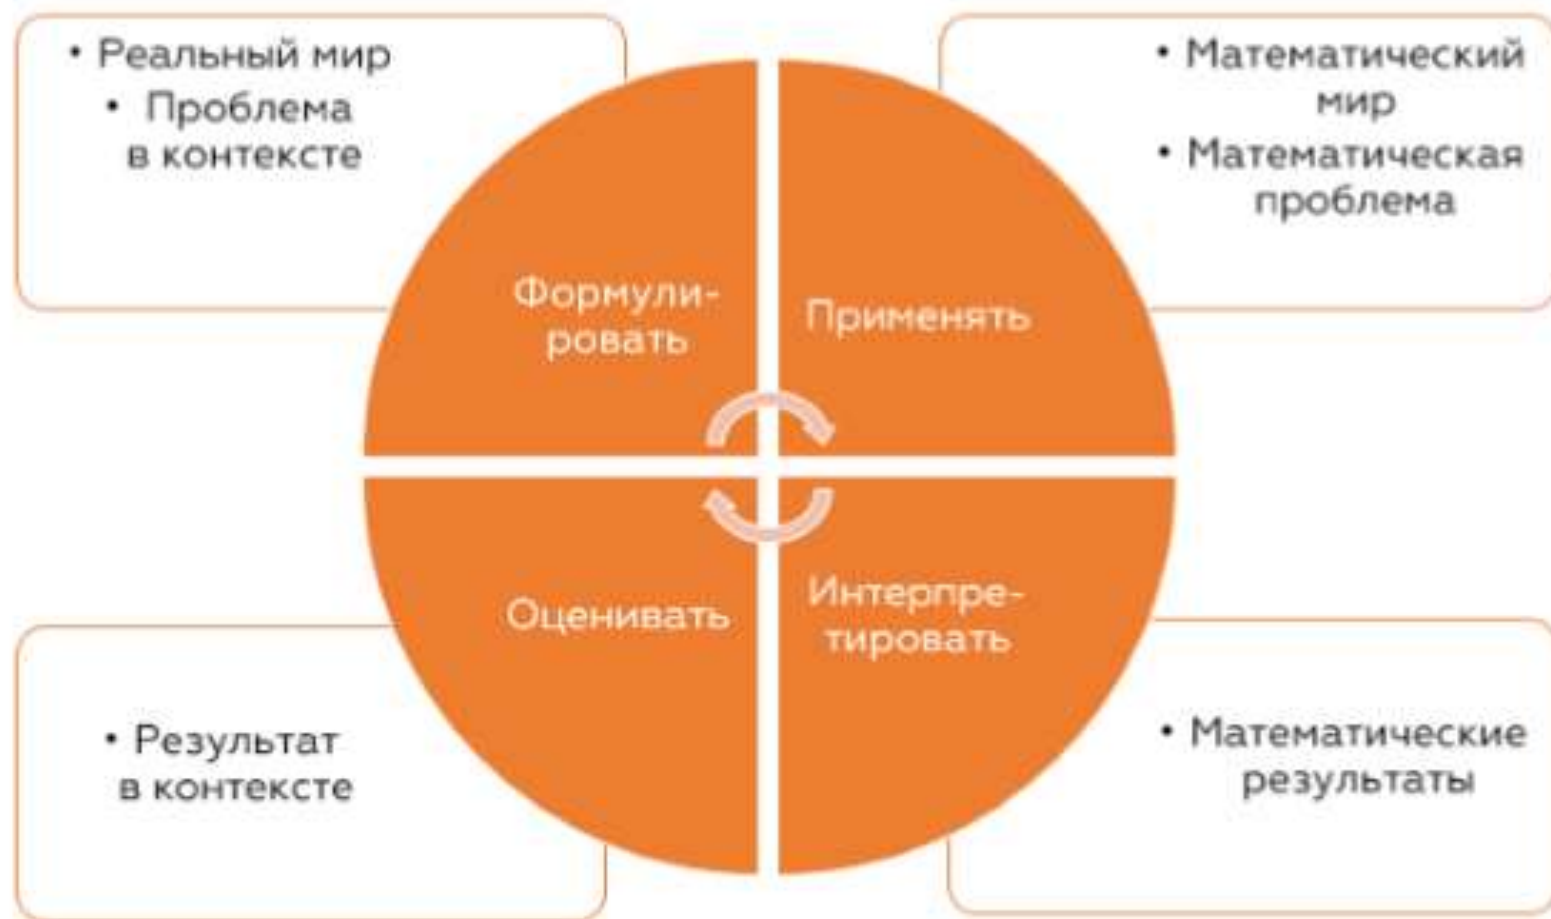 • Реальный мир
• Проблема
в контексте
• Математический
мир
• Математическая
проблема
Формули-
ровать
Применять
Оценивать
Интерпре-
тировать
• Результат
в контексте
• Математические
результаты